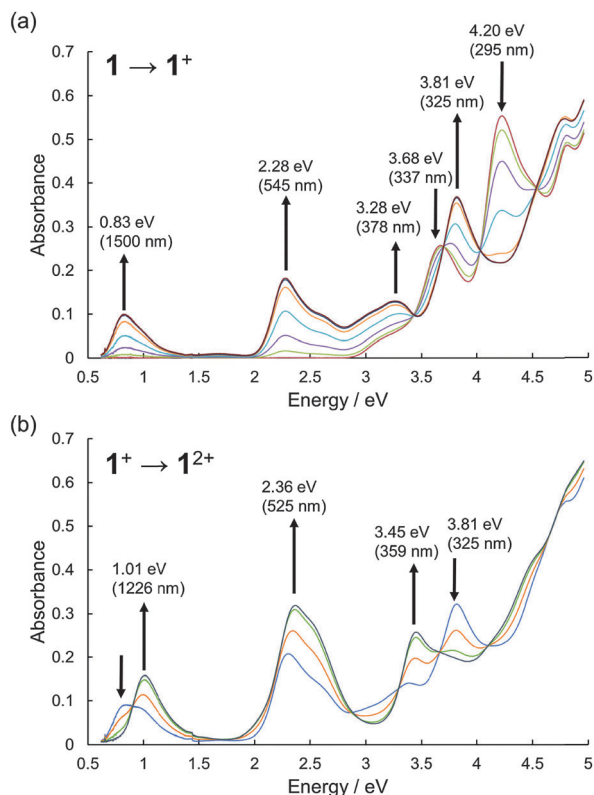 (a)
1 → 1+
0.83 eV
(1500 nm)
2.28 eV
(545 nm)
3.28 eV
(378 nm)
3.68 eV
(337 nm)
3.81 eV
(325 nm)
4.20 eV
(295 nm)
Absorbance
0.7
0.6
0.5
0.4
0.3
0.2
0.1
0
0.5 1 1.5 2 2.5 3 3.5 4 4.5 5
Energy / eV
(b)
1+ → 12+
1.01 eV
(1226 nm)
2.36 eV
(525 nm)
3.45 eV
(359 nm)
3.81 eV
(325 nm)
Absorbance
0.7
0.6
0.5
0.4
0.3
0.2
0.1
0
0.5 1 1.5 2 2.5 3 3.5 4 4.5 5
Energy / eV